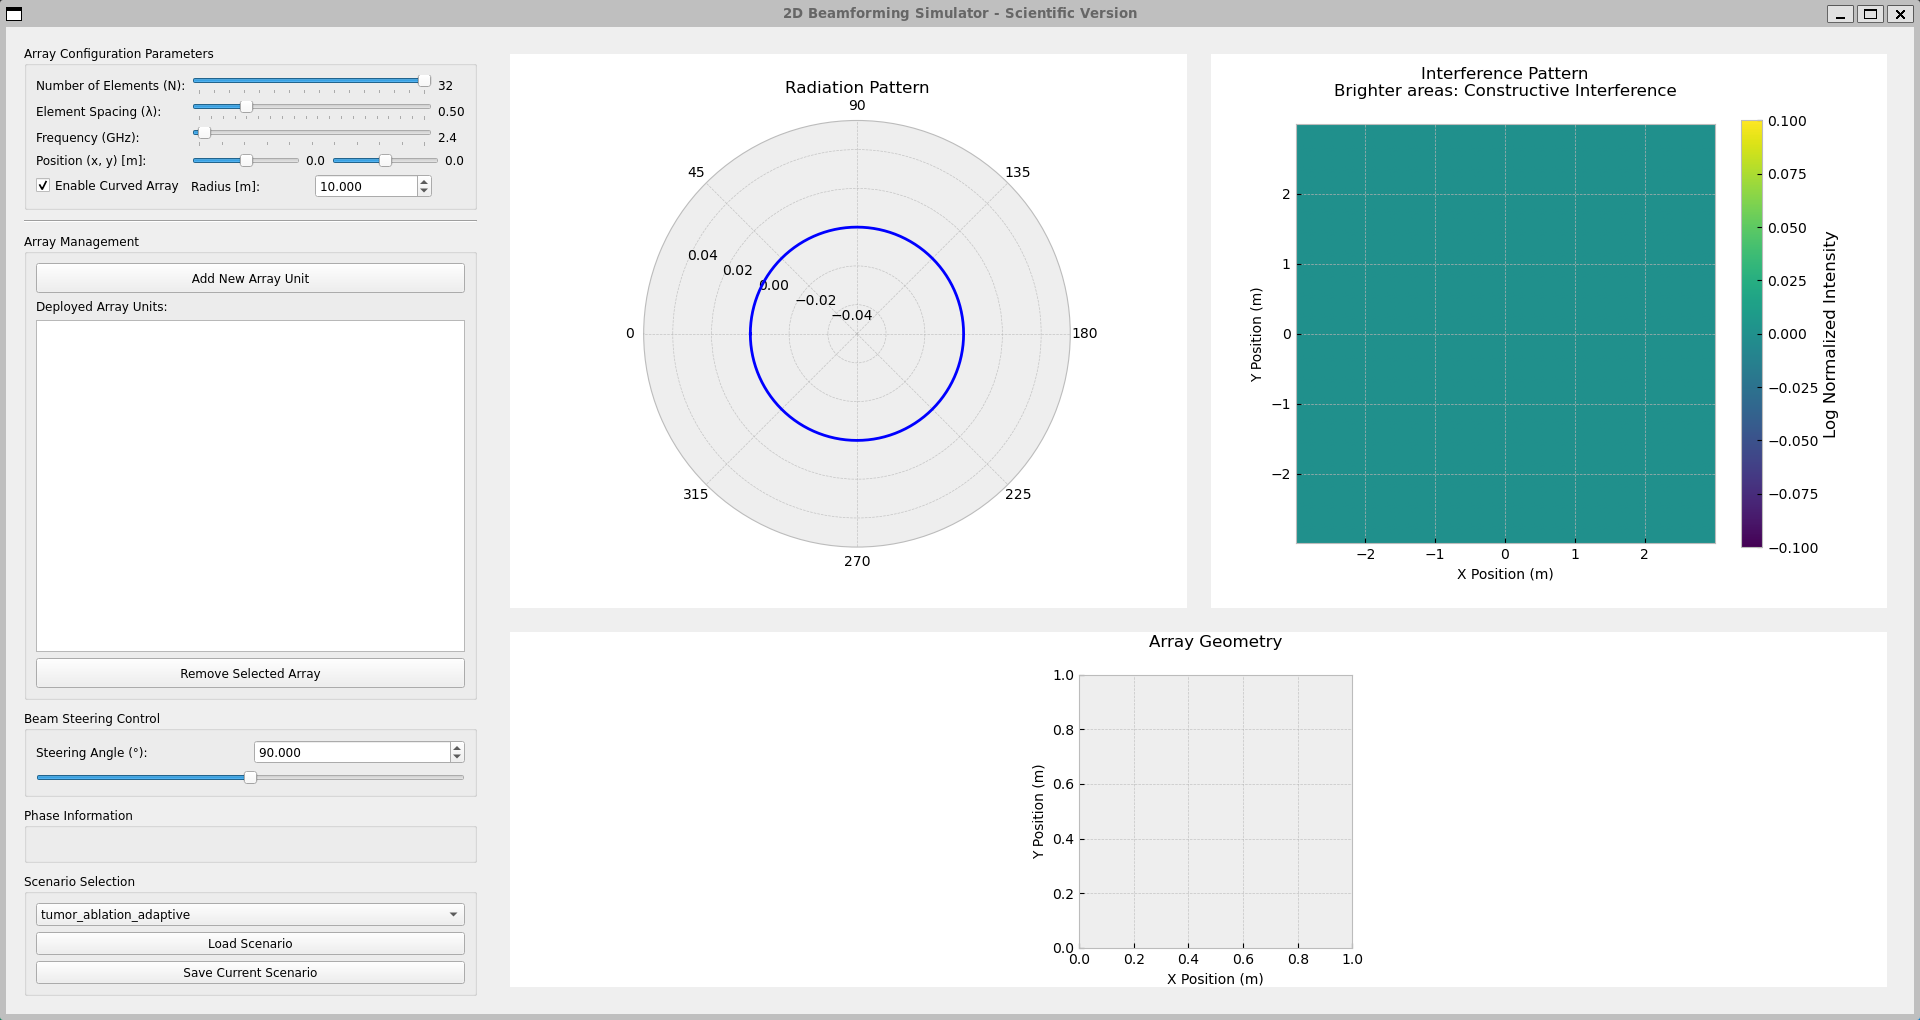 2D Beamforming Simulator - Scientific Version
Array Configuration Parameters
Number of Elements (N): 32
Element Spacing (λ): 0.50
Frequency (GHz): 2.4
Position (x, y) [m]: 0.0 0.0
Enable Curved Array Radius [m]: 10.000
Array Management
Add New Array Unit
Deployed Array Units:
Remove Selected Array
Beam Steering Control
Steering Angle (°): 90.000
Phase Information
Scenario Selection
tumor_ablation_adaptive
Load Scenario
Save Current Scenario
Radiation Pattern
90
45 135
0.04
0.02
0.00
−0.02
−0.04
0 180
315 225
270
Interference Pattern
Brighter areas: Constructive Interference
2
1
0
−1
−2
Y Position (m)
−2 −1 0 1 2
X Position (m)
0.100
0.075
0.050
0.025
0.000
−0.025
−0.050
−0.075
−0.100
Log Normalized Intensity
Array Geometry
1.0
0.8
0.6
0.4
0.2
0.0
Y Position (m)
0.0 0.2 0.4 0.6 0.8 1.0
X Position (m)